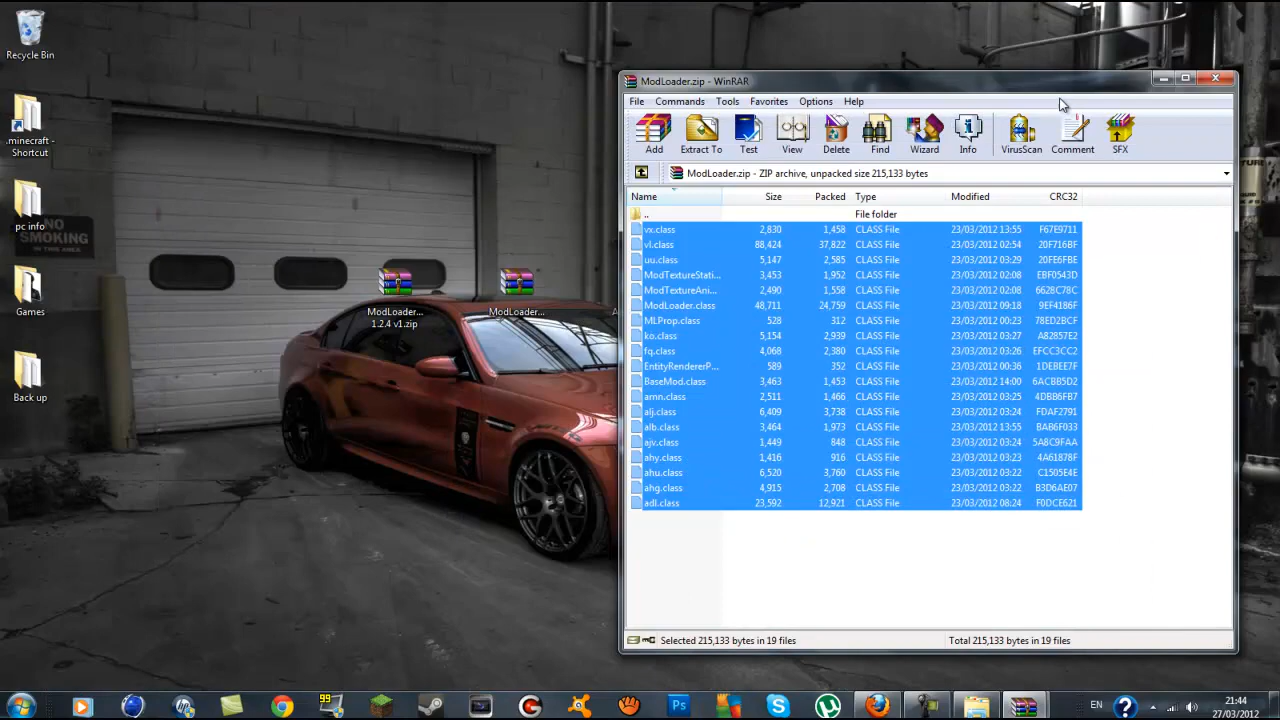 Recycle Bin
.minecraft -
Shortcut
pc info
NO
SMOKING
IN THIS AREA
Games
Back up
ModLoader...
1.2.4 v1.zip
ModLoader...
ModLoader.zip - WinRAR
File Commands Tools Favorites Options Help
Add Extract To Test View Delete Find Wizard Info VirusScan Comment SFX
ModLoader.zip - ZIP archive, unpacked size 215,133 bytes
Name Size Packed Type Modified CRC32
.. File folder
vx.class 2,830 1,458 CLASS File 23/03/2012 13:55 F67E9711
vl.class 88,424 37,822 CLASS File 23/03/2012 02:54 20F716BF
uu.class 5,147 2,585 CLASS File 23/03/2012 03:29 20FE6FBE
ModTextureStati... 3,453 1,952 CLASS File 23/03/2012 02:08 EBF0543D
ModTextureAni... 2,490 1,558 CLASS File 23/03/2012 02:08 6628C78C
ModLoader.class 48,711 24,759 CLASS File 23/03/2012 09:18 9EF4186F
MLProp.class 528 312 CLASS File 23/03/2012 00:23 78ED2BCF
ko.class 5,154 2,939 CLASS File 23/03/2012 03:27 A82857E2
fq.class 4,068 2,380 CLASS File 23/03/2012 03:26 EFCC3CC2
EntityRendererP... 589 352 CLASS File 23/03/2012 00:36 1DEBEE7F
BaseMod.class 3,463 1,453 CLASS File 23/03/2012 14:00 6ACBB5D2
amn.class 2,511 1,466 CLASS File 23/03/2012 03:25 4DBB6FB7
alj.class 6,409 3,738 CLASS File 23/03/2012 03:24 FDAF2791
alb.class 3,464 1,973 CLASS File 23/03/2012 13:55 BAB6F033
ajv.class 1,449 848 CLASS File 23/03/2012 03:24 5A8C9FAA
ahy.class 1,416 916 CLASS File 23/03/2012 03:23 4A61878F
ahu.class 6,520 3,760 CLASS File 23/03/2012 03:22 C1505E4E
ahg.class 4,915 2,708 CLASS File 23/03/2012 03:22 B3D6AE07
adl.class 23,592 12,921 CLASS File 23/03/2012 08:24 F0DCE621
Selected 215,133 bytes in 19 files Total 215,133 bytes in 19 files
99
Ps
EN
21:44
27/03/2012